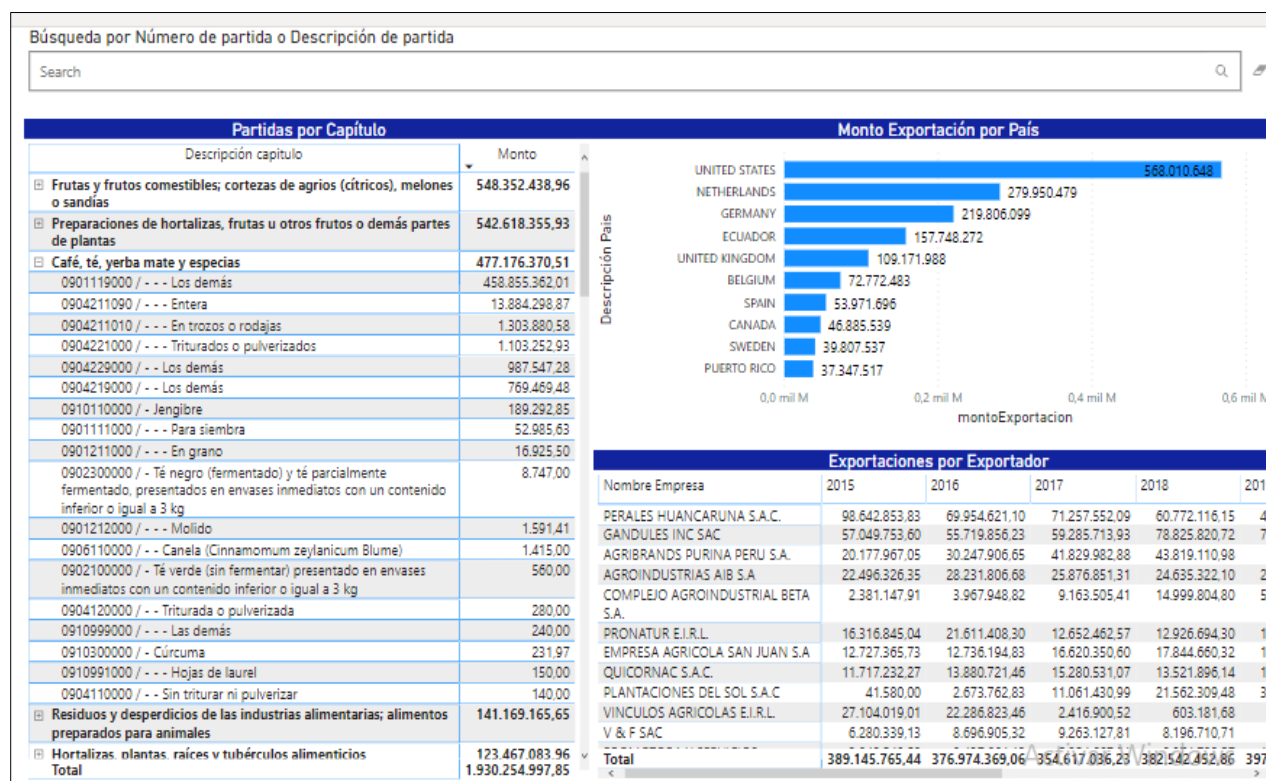 Búsqueda por Número de partida o Descripción de partida
Search
Partidas por Capítulo
Descripción capitulo Monto
Frutas y frutos comestibles; cortezas de agrios (cítricos), melones 548.352.438,96
o sandías
Preparaciones de hortalizas, frutas u otros frutos o demás partes 542.618.355,93
de plantas
Café, té, yerba mate y especias 477.176.370,51
0901119000 / - - - Los demás 458.855.362,01
0904211090 / - - - Entera 13.884.298,87
0904211010 / - - - En trozos o rodajas 1.303.880,58
0904221000 / - - - Triturados o pulverizados 1.103.252,93
0904229000 / - - - Los demás 987.547,28
0904219000 / - - - Los demás 769.469,48
0910110000 / - Jengibre 189.292,85
0901111000 / - - - Para siembra 52.985,63
0901211000 / - - - En grano 16.925,50
0902300000 / - Té negro (fermentado) y té parcialmente 8.747,00
fermentado, presentados en envases inmediatos con un contenido
inferior o igual a 3 kg
0901212000 / - - - Molido 1.591,41
0906110000 / - - Canela (Cinnamomum zeylanicum Blume) 1.415,00
0902100000 / - Té verde (sin fermentar) presentado en envases 560,00
inmediatos con un contenido inferior o igual a 3 kg
0904120000 / - - Triturada o pulverizada 280,00
0910999000 / - - - Las demás 240,00
0910300000 / - Cúrcuma 231,97
0910991000 / - - - Hojas de laurel 150,00
0904110000 / - - Sin triturar ni pulverizar 140,00
Residuos y desperdicios de las industrias alimentarias; alimentos 141.169.165,65
preparados para animales
Hortalizas, plantas, raíces y tubérculos alimenticios 123.467.083,96
Total 1.930.254.997,85
Monto Exportación por País
Descripción Pais
UNITED STATES 568.010.648
NETHERLANDS 279.950.479
GERMANY 219.806.099
ECUADOR 157.748.272
UNITED KINGDOM 109.171.988
BELGIUM 72.772.483
SPAIN 53.971.696
CANADA 46.885.539
SWEDEN 39.807.537
PUERTO RICO 37.347.517
0,0 mil M 0,2 mil M 0,4 mil M 0,6 mil M
montoExportacion
Exportaciones por Exportador
Nombre Empresa 2015 2016 2017 2018 201
PERALES HUANCARUNA S.A.C. 98.642.853,83 69.954.621,10 71.257.552,09 60.772.116,15 4
GANDULES INC SAC 57.049.753,60 55.719.856,23 59.285.713,93 78.825.820,72 7
AGRIBRANDS PURINA PERU S.A. 20.177.967,05 30.247.906,65 41.829.982,88 43.819.110,98
AGROINDUSTRIAS AIB S.A 22.496.326,35 28.231.806,68 25.876.851,31 24.635.322,10 2
COMPLEJO AGROINDUSTRIAL BETA 2.381.147,91 3.967.948,82 9.163.505,41 14.999.804,80 5
S.A.
PRONATUR E.I.R.L. 16.316.845,04 21.611.408,30 12.652.462,57 12.926.694,30 1
EMPRESA AGRICOLA SAN JUAN S.A 12.727.365,73 12.736.194,83 16.620.350,60 17.844.660,32 1
QUICORNAC S.A.C. 11.717.232,27 13.880.721,46 15.280.531,07 13.521.896,14 1
PLANTACIONES DEL SOL S.A.C 41.580,00 2.673.762,83 11.061.430,99 21.562.309,48 3
VINCULOS AGRICOLAS E.I.R.L. 27.104.019,01 22.286.823,46 2.416.900,52 603.181,68
V & F SAC 6.280.339,13 8.696.905,32 9.263.127,81 8.196.710,71
Activar Windows
Total 389.145.765,44 376.974.369,06 354.617.036,23 382.542.452,86 397